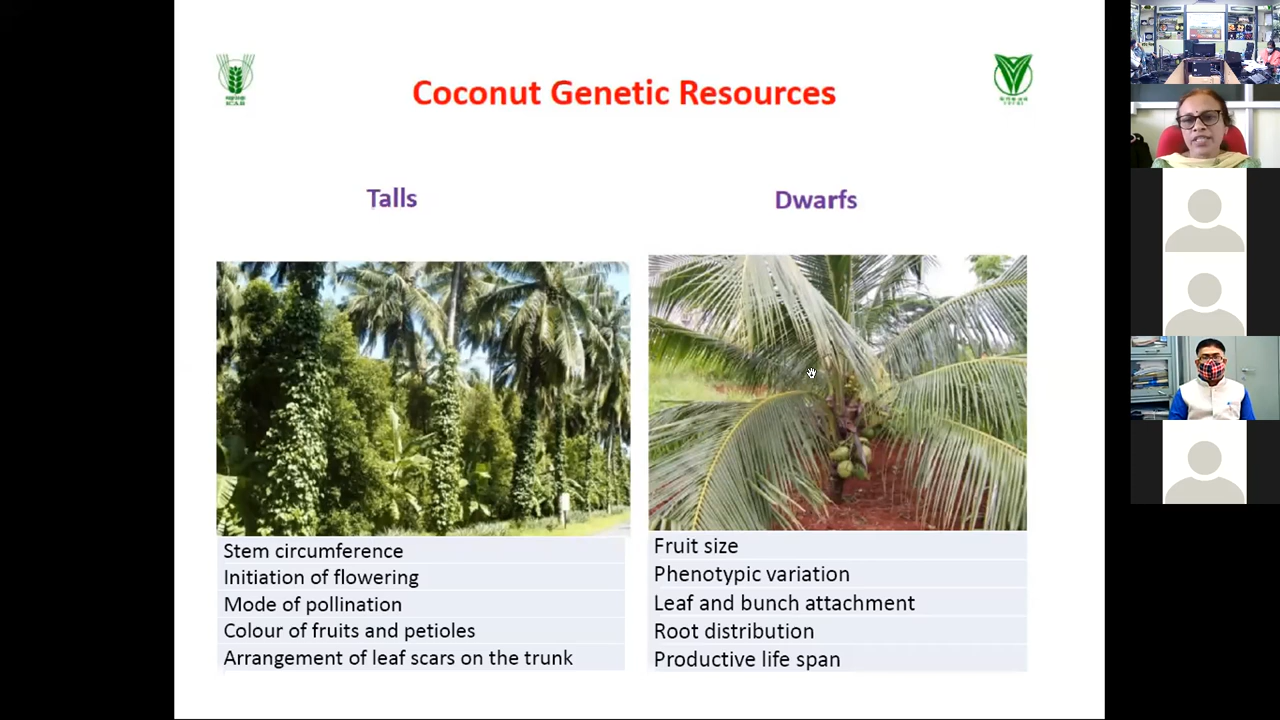 Coconut Genetic Resources
Talls
Dwarfs
Stem circumference
Initiation of flowering
Mode of pollination
Colour of fruits and petioles
Arrangement of leaf scars on the trunk
Fruit size
Phenotypic variation
Leaf and bunch attachment
Root distribution
Productive life span